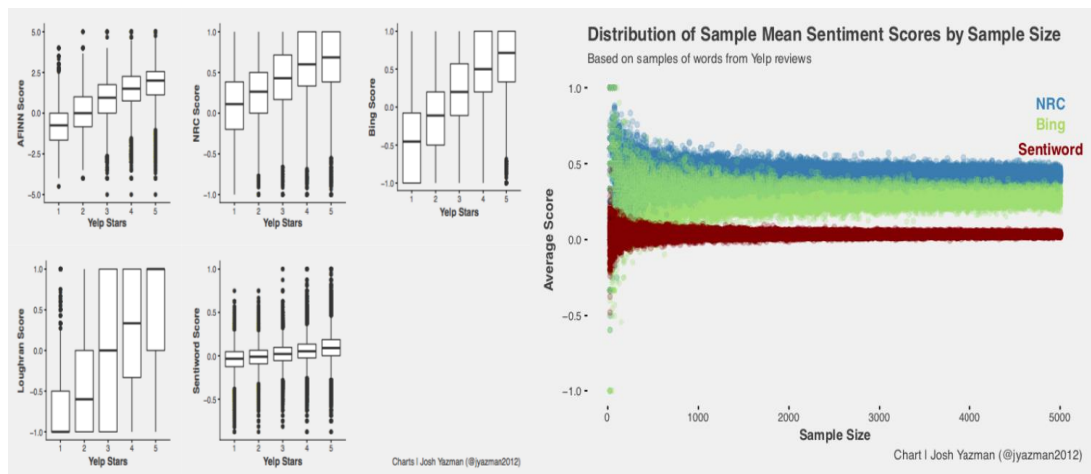 5.0
2.5
0.0
−2.5
−5.0
AFINN Score
1 2 3 4 5
Yelp Stars
1.0
0.5
0.0
−0.5
−1.0
NRC Score
1 2 3 4 5
Yelp Stars
1.0
0.5
0.0
−0.5
−1.0
Bing Score
1 2 3 4 5
Yelp Stars
1.0
0.5
0.0
−0.5
−1.0
Loughran Score
1 2 3 4 5
Yelp Stars
1.0
0.5
0.0
−0.5
Sentiword Score
1 2 3 4 5
Yelp Stars
Charts | Josh Yazman (@jyazman2012)
Distribution of Sample Mean Sentiment Scores by Sample Size
Based on samples of words from Yelp reviews
1.0
0.5
0.0
−0.5
−1.0
Average Score
NRC
Bing
Sentiword
0 1000 2000 3000 4000 5000
Sample Size
Chart | Josh Yazman (@jyazman2012)